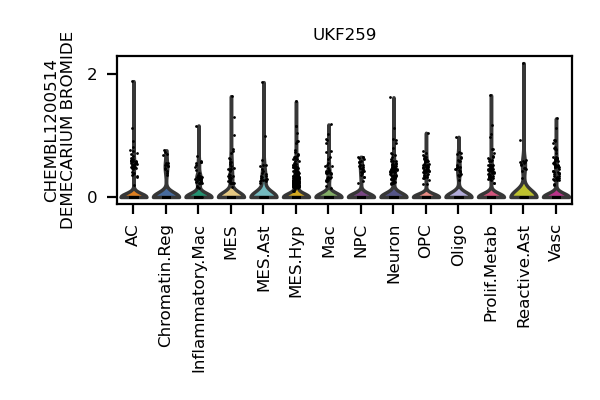 UKF259
CHEMBL1200514
DEMECARIUM BROMIDE
2
0
AC
Chromatin.Reg
Inflammatory.Mac
MES
MES.Ast
MES.Hyp
Mac
NPC
Neuron
OPC
Oligo
Prolif.Metab
Reactive.Ast
Vasc